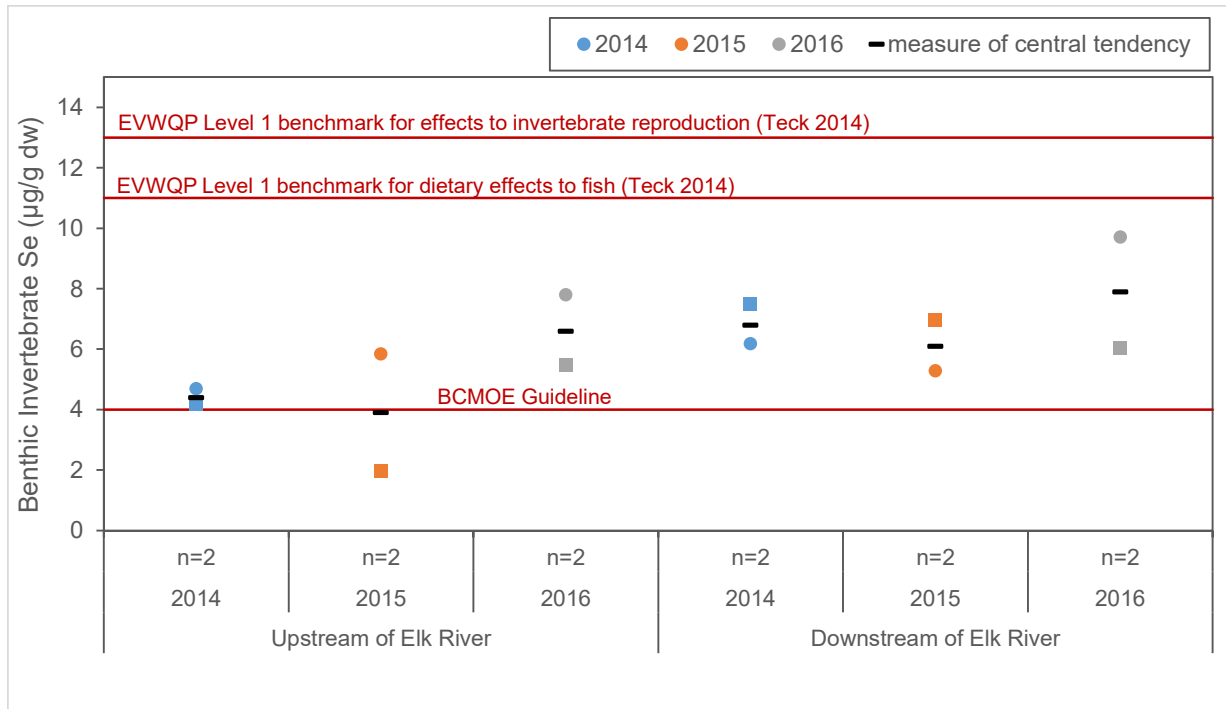 2014 2015 2016 measure of central tendency
14
12
10
8
6
4
2
0
Benthic Invertebrate Se (µg/g dw)
EVWQP Level 1 benchmark for effects to invertebrate reproduction (Teck 2014)
EVWQP Level 1 benchmark for dietary effects to fish (Teck 2014)
BCMOE Guideline
n=2 n=2 n=2 n=2 n=2 n=2
2014 2015 2016 2014 2015 2016
Upstream of Elk River Downstream of Elk River